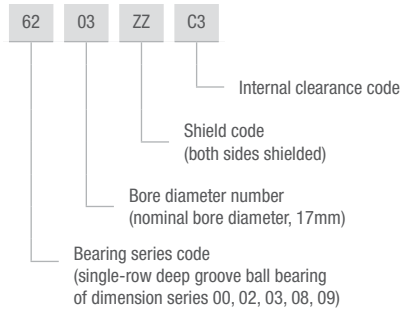 62 03 ZZ C3
Internal clearance code
Shield code
(both sides shielded)
Bore diameter number
(nominal bore diameter, 17mm)
Bearing series code
(single-row deep groove ball bearing
of dimension series 00, 02, 03, 08, 09)